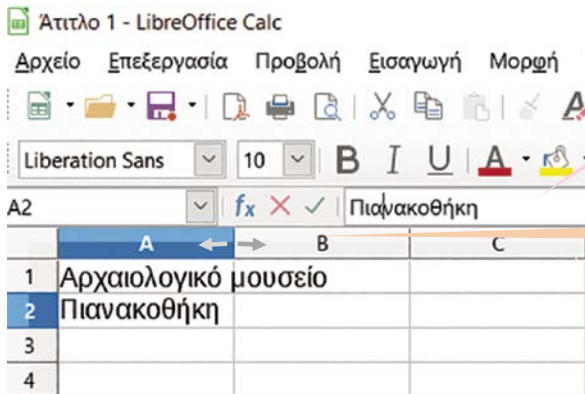 Άτιτλο 1 - LibreOffice Calc
Αρχείο Επεξεργασία Προβολή Εισαγωγή Μορφή
Liberation Sans 10 B I U A
A2 fx Πιανακοθήκη
A B C
1 Αρχαιολογικό μουσείο
2 Πιανακοθήκη
3
4